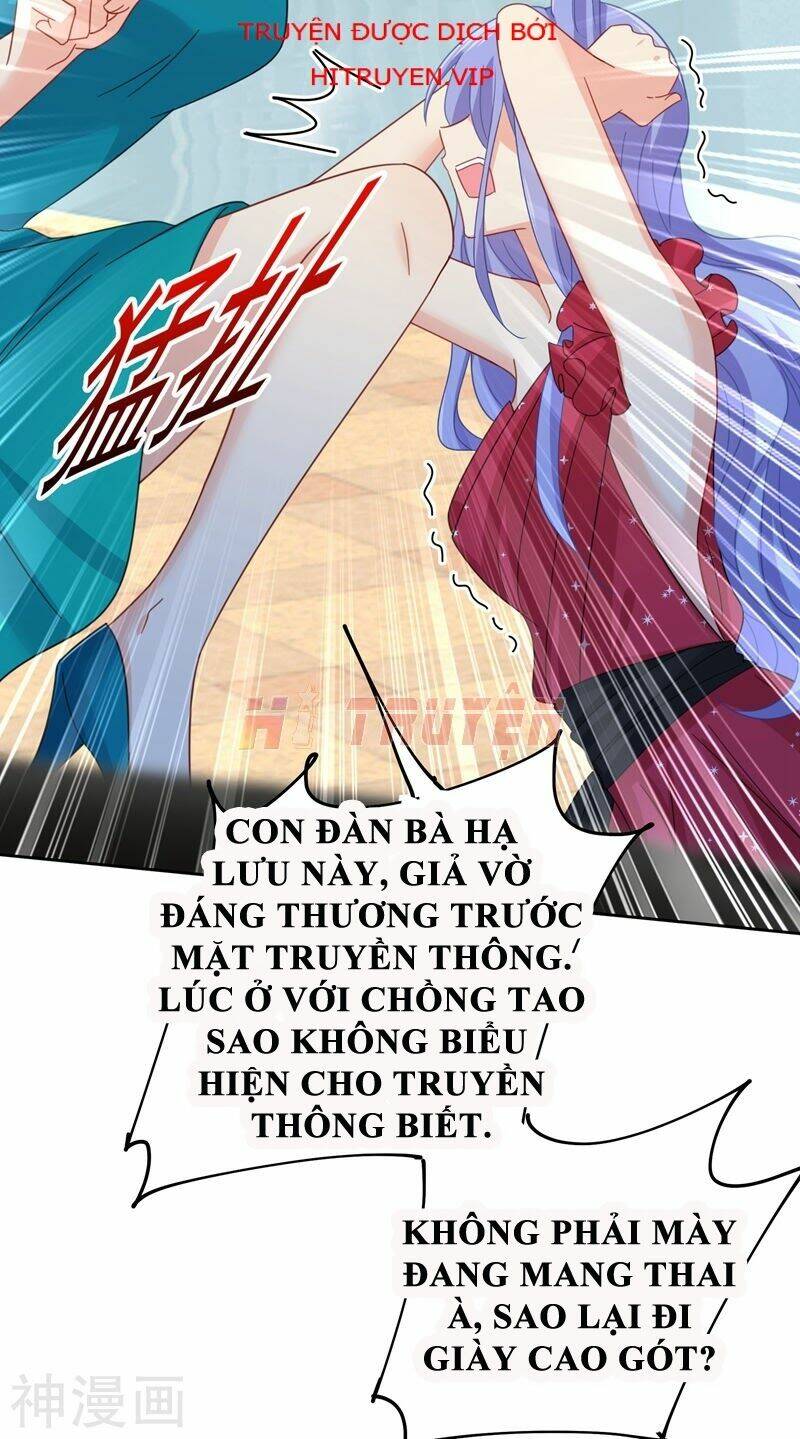 TRUYỆN ĐƯỢC DỊCH BỞI
HITRUYEN.VIP
猛扯
HI TRUYỆN
CON ĐÀN BÀ HẠ
LƯU NÀY, GIẢ VỜ
ĐÁNG THƯƠNG TRƯỚC
MẶT TRUYỀN THÔNG.
LÚC Ở VỚI CHỒNG TAO
SAO KHÔNG BIỂU
HIỆN CHO TRUYỀN
THÔNG BIẾT.
KHÔNG PHẢI MÀY
ĐANG MANG THAI
À, SAO LẠI ĐI
GIÀY CAO GÓT?
神漫画